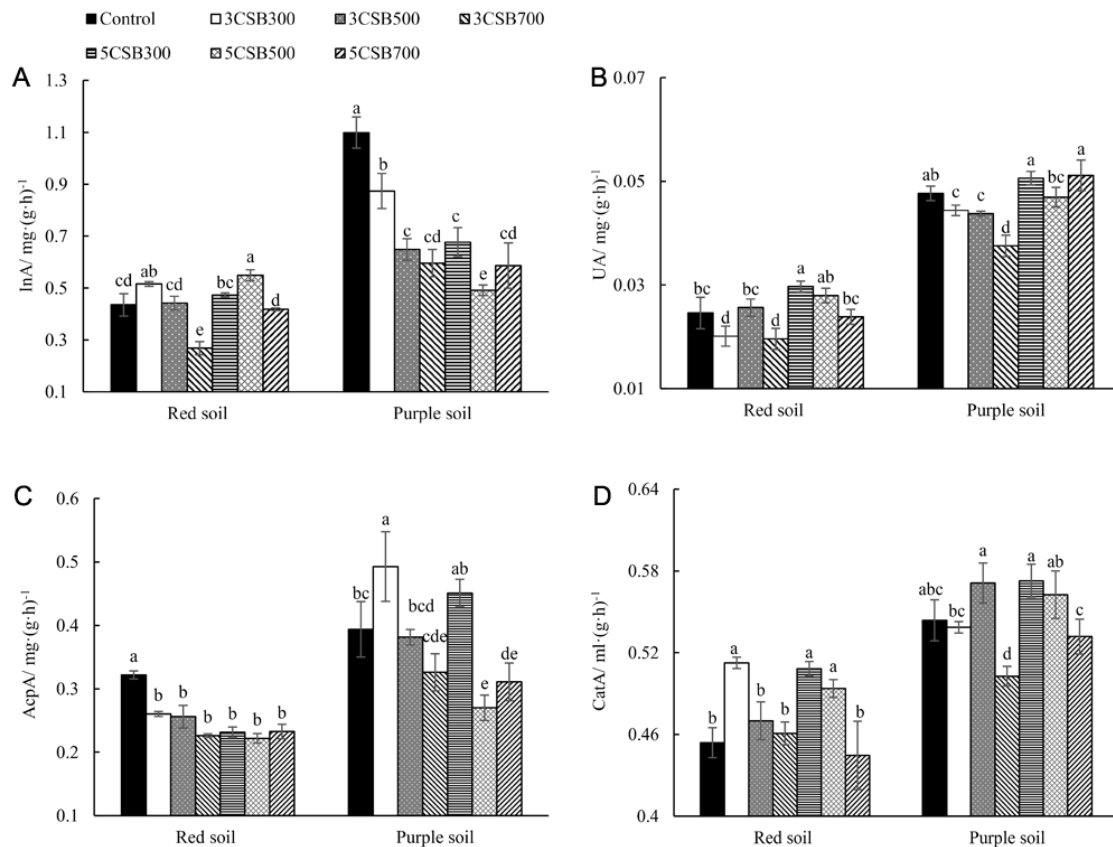 Control 3CSB300 3CSB500 3CSB700
5CSB300 5CSB500 5CSB700
A
InA/ mg·(g·h)⁻¹
1.3
1.1
0.9
0.7
0.5
0.3
0.1
cd ab cd e bc a d
a b c cd c e cd
Red soil Purple soil
B
UA/ mg·(g·h)⁻¹
0.07
0.05
0.03
0.01
bc d bc d a ab bc
ab c c d a bc a
Red soil Purple soil
C
AcpA/ mg·(g·h)⁻¹
0.6
0.5
0.4
0.3
0.2
0.1
a b b b b b b
bc a bcd cde ab e de
Red soil Purple soil
D
CatA/ ml·(g·h)⁻¹
0.64
0.58
0.52
0.46
0.4
b a b b a a b
abc bc a d a ab c
Red soil Purple soil